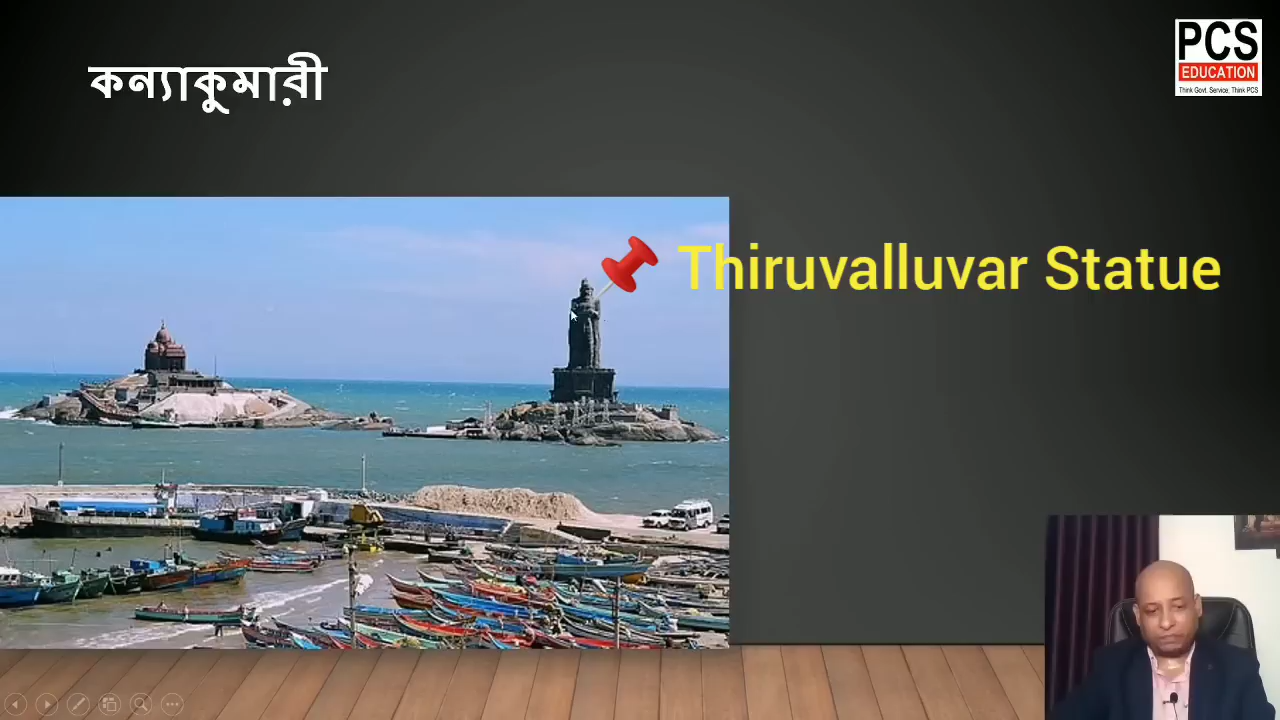 কন্যাকুমারী
PCS
EDUCATION
Think Govt. Service, Think PCS
Thiruvalluvar Statue